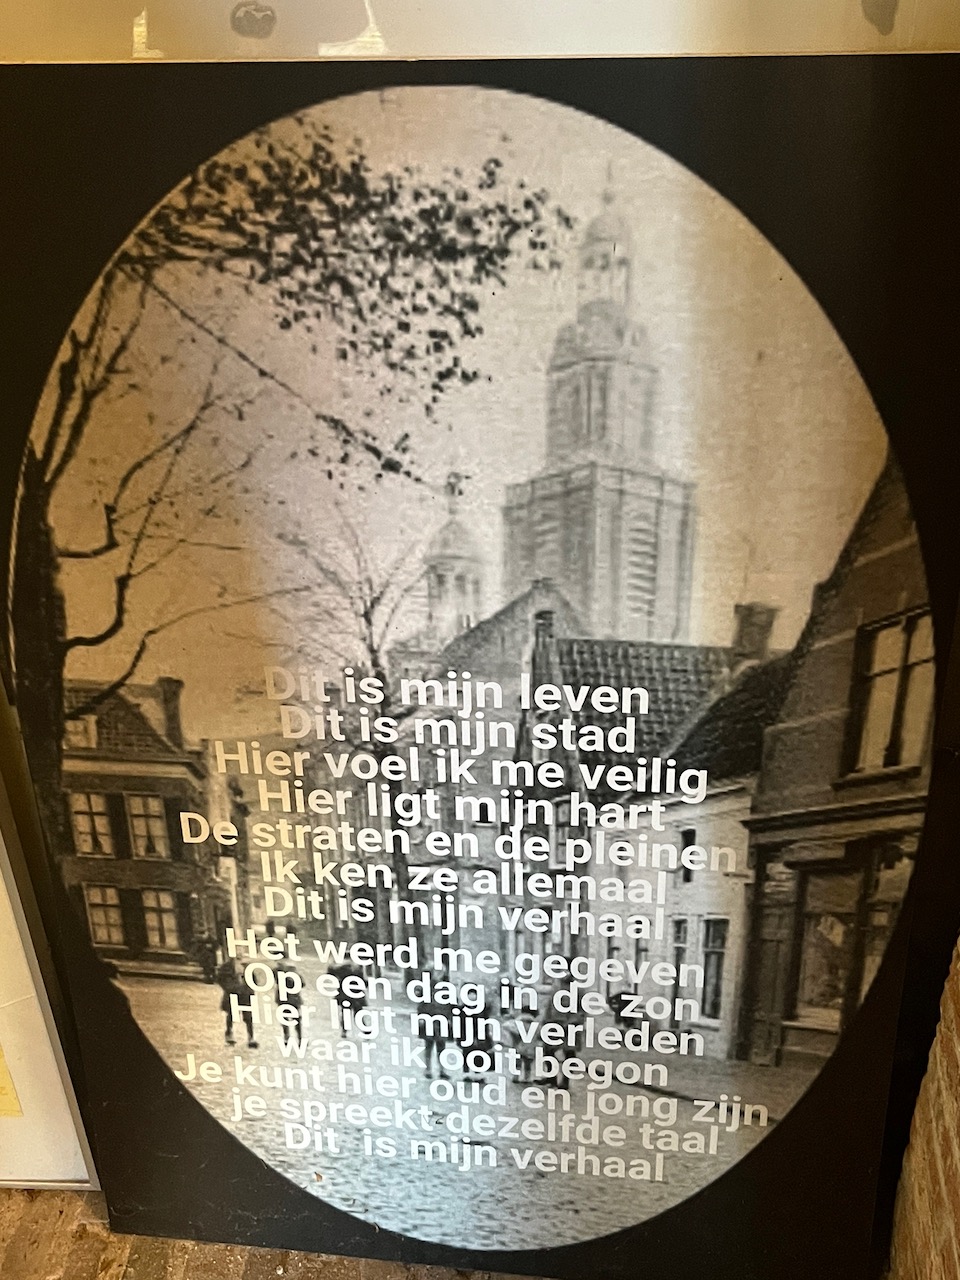 Dit is mijn leven
Dit is mijn stad
Hier voel ik me veilig
Hier ligt mijn hart
De straten en de pleinen
Ik ken ze allemaal
Dit is mijn verhaal
Het werd me gegeven
Op een dag in de zon
Hier ligt mijn verleden
waar ik ooit begon
Je kunt hier oud en jong zijn
je spreekt dezelfde taal
Dit is mijn verhaal